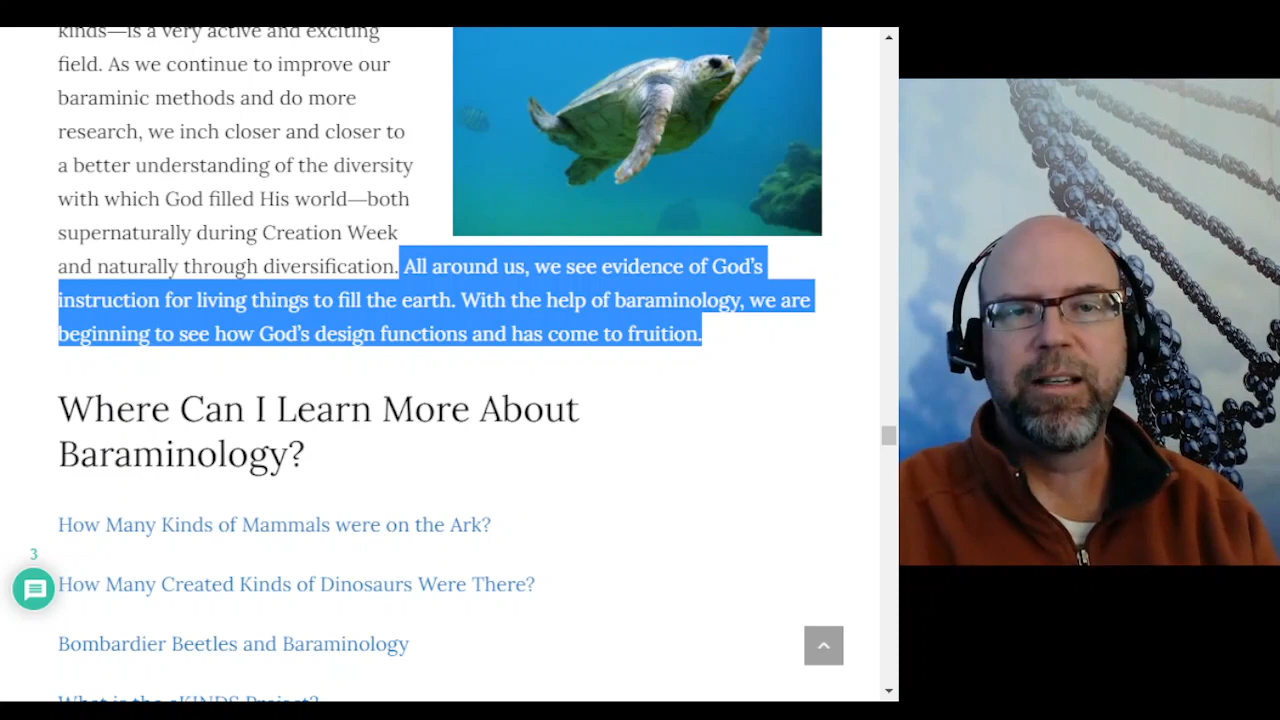 kinds—is a very active and exciting
field. As we continue to improve our
baraminic methods and do more
research, we inch closer and closer to
a better understanding of the diversity
with which God filled His world—both
supernaturally during Creation Week
and naturally through diversification. All around us, we see evidence of God's
instruction for living things to fill the earth. With the help of baraminology, we are
beginning to see how God's design functions and has come to fruition.
Where Can I Learn More About
Baraminology?
How Many Kinds of Mammals were on the Ark?
3
How Many Created Kinds of Dinosaurs Were There?
Bombardier Beetles and Baraminology
What is the eKINDS Project?